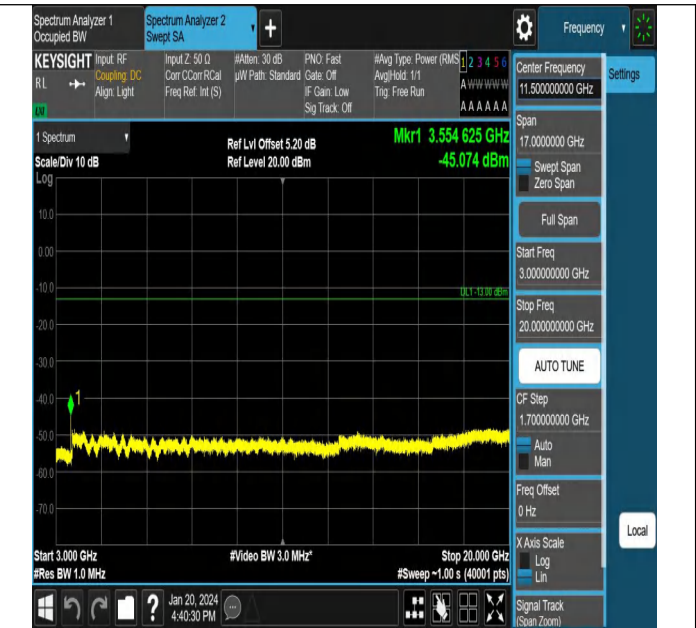 Spectrum Analyzer 1
Occupied BW
Spectrum Analyzer 2
Swept SA
+
Frequency
KEYSIGHT
RL
Input: RF
Coupling: DC
Align: Light
Input Z: 50 Ω
Corr CCorr RCal
Freq Ref: Int (S)
#Atten: 30 dB
µW Path: Standard
PNO: Fast
Gate: Off
IF Gain: Low
Sig Track: Off
#Avg Type: Power (RMS
Avg|Hold: 1/1
Trig: Free Run
1 2 3 4 5 6
A W W W W W
A A A A A A
1 Spectrum
Scale/Div 10 dB
Log
Ref Lvl Offset 5.20 dB
Ref Level 20.00 dBm
Mkr1 3.554 625 GHz
-45.074 dBm
10.0
0.00
-10.0
DL1 -13.00 dBm
-20.0
-30.0
-40.0
1
-50.0
-60.0
-70.0
Start 3.000 GHz
#Video BW 3.0 MHz*
Stop 20.000 GHz
#Res BW 1.0 MHz
#Sweep ~1.00 s (40001 pts)
?
Jan 20, 2024
4:40:30 PM
Center Frequency
11.500000000 GHz
Settings
Span
17.0000000 GHz
Swept Span
Zero Span
Full Span
Start Freq
3.000000000 GHz
Stop Freq
20.000000000 GHz
AUTO TUNE
CF Step
1.700000000 GHz
Auto
Man
Freq Offset
0 Hz
X Axis Scale
Log
Lin
Local
Signal Track
(Span Zoom)